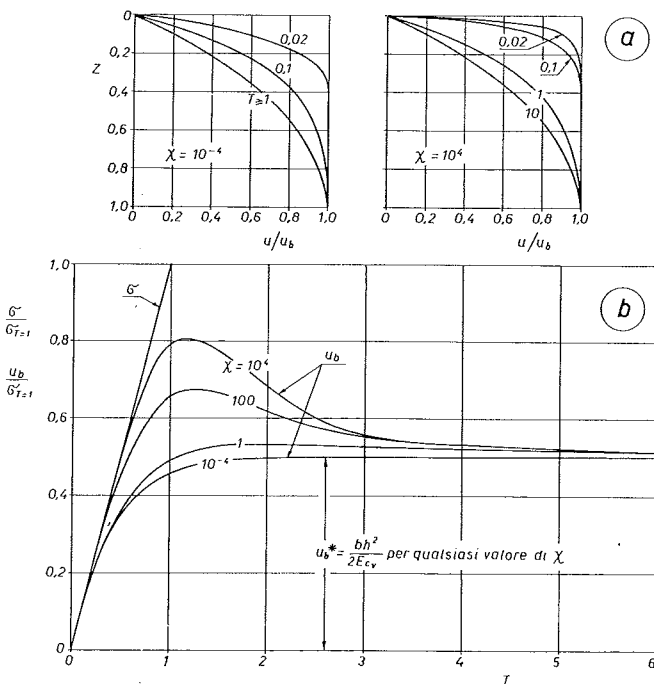 0
0,2
0,4
0,6
0,8
1,0
Z
0,02
0,1
T⩾1
χ = 10⁻⁴
0 0,2 0,4 0,6 0,8 1,0
u/u_b
0,02
0,1
1
10
χ = 10⁴
0 0,2 0,4 0,6 0,8 1,0
u/u_b
a
1,0
0,8
0,6
0,4
0,2
0
σ/σ_T=1
u_b/σ_T=1
σ
u_b
χ = 10⁴
100
1
10⁻⁴
b
u_b* = bh²/2E_cv per qualsiasi valore di χ
0 1 2 3 4 5 6
T